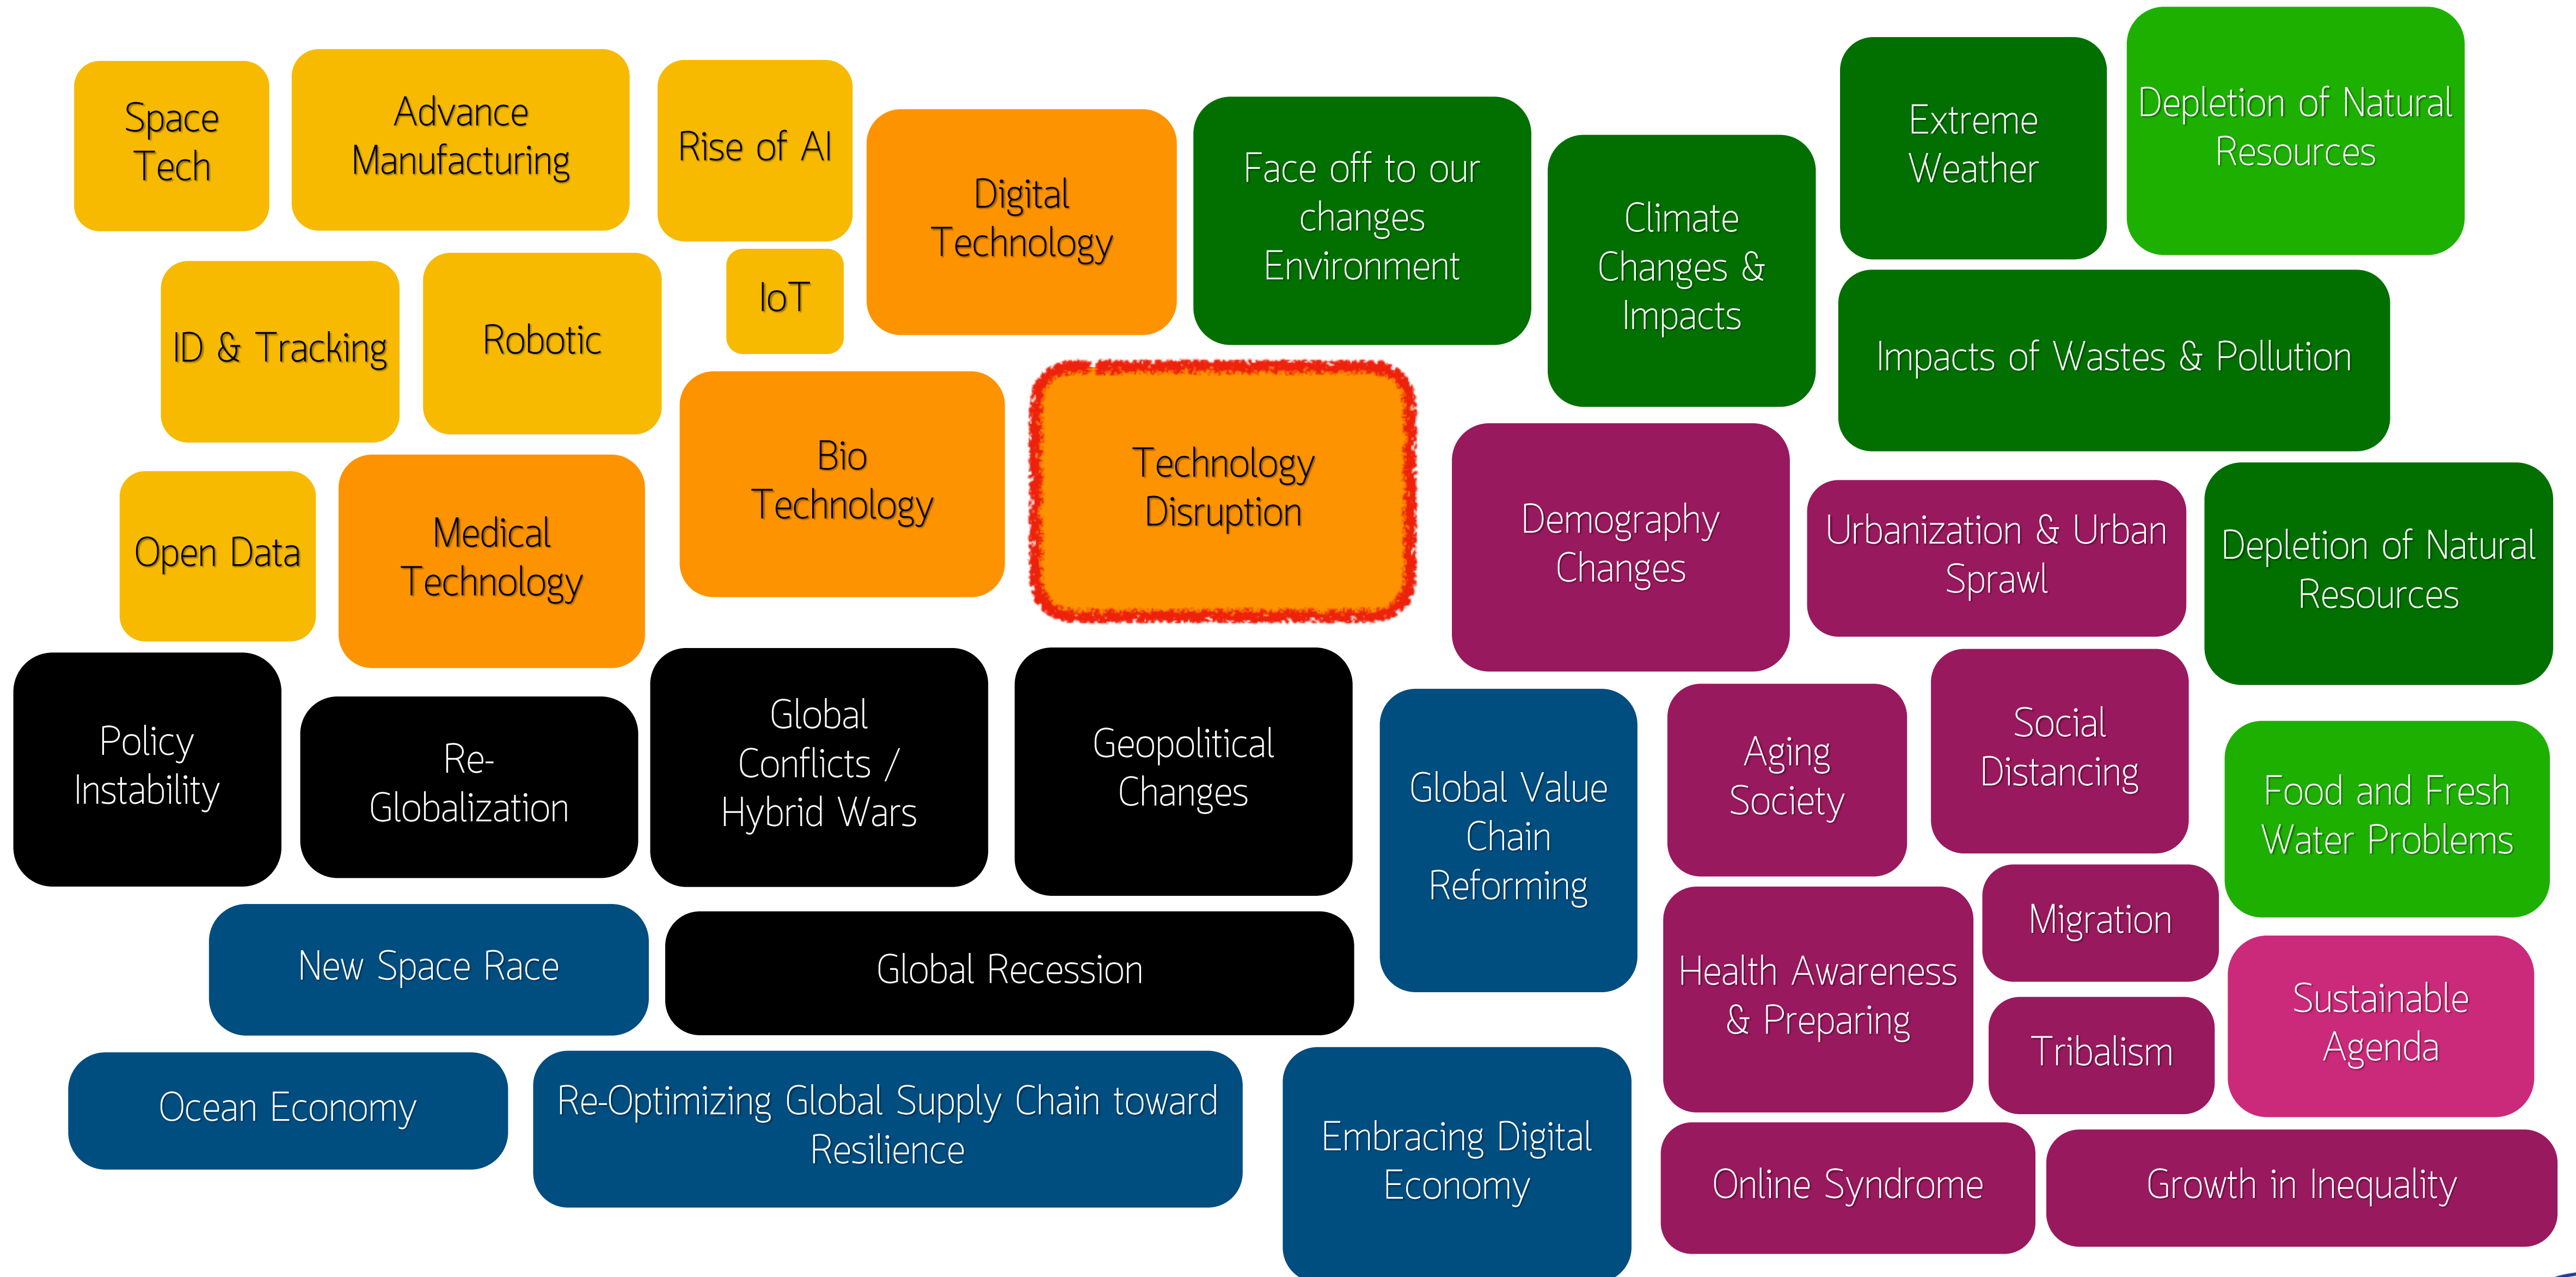 Space
Tech
Advance
Manufacturing
Rise of AI
Digital
Technology
Face off to our
changes
Environment
Climate
Changes &
Impacts
Extreme
Weather
Depletion of Natural
Resources
ID & Tracking
Robotic
IoT
Impacts of Wastes & Pollution
Open Data
Medical
Technology
Bio
Technology
Technology
Disruption
Demography
Changes
Urbanization & Urban
Sprawl
Depletion of Natural
Resources
Policy
Instability
Re-
Globalization
Global
Conflicts /
Hybrid Wars
Geopolitical
Changes
Global Value
Chain
Reforming
Aging
Society
Social
Distancing
Food and Fresh
Water Problems
New Space Race
Global Recession
Health Awareness
& Preparing
Migration
Tribalism
Sustainable
Agenda
Ocean Economy
Re-Optimizing Global Supply Chain toward
Resilience
Embracing Digital
Economy
Online Syndrome
Growth in Inequality